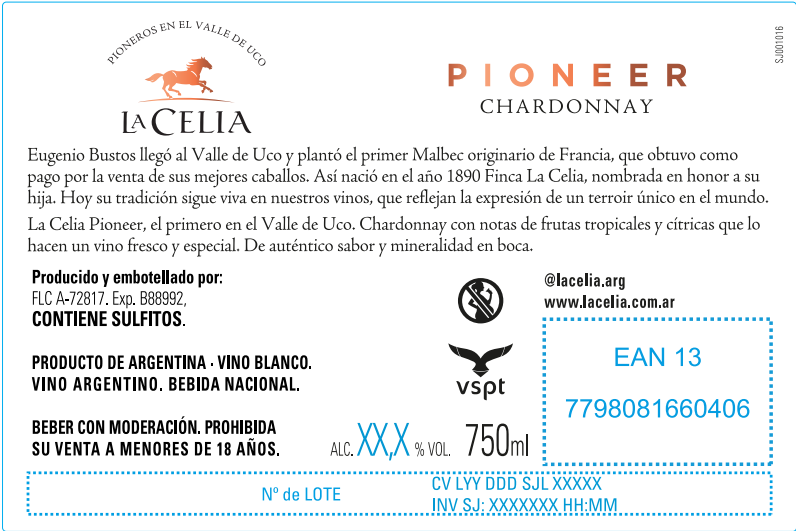 PIONEROS EN EL VALLE DE UCO
LA CELIA
PIONEER
CHARDONNAY
SJ001016
Eugenio Bustos llegó al Valle de Uco y plantó el primer Malbec originario de Francia, que obtuvo como
pago por la venta de sus mejores caballos. Así nació en el año 1890 Finca La Celia, nombrada en honor a su
hija. Hoy su tradición sigue viva en nuestros vinos, que reflejan la expresión de un terroir único en el mundo.
La Celia Pioneer, el primero en el Valle de Uco. Chardonnay con notas de frutas tropicales y cítricas que lo
hacen un vino fresco y especial. De auténtico sabor y mineralidad en boca.
Producido y embotellado por:
FLC A-72817. Exp. B88992,
CONTIENE SULFITOS.
PRODUCTO DE ARGENTINA · VINO BLANCO.
VINO ARGENTINO. BEBIDA NACIONAL.
BEBER CON MODERACIÓN. PROHIBIDA
SU VENTA A MENORES DE 18 AÑOS.
vspt
ALC. XX,X % VOL. 750ml
@lacelia.arg
www.lacelia.com.ar
EAN 13
7798081660406
Nº de LOTE
CV LYY DDD SJL XXXXX
INV SJ: XXXXXXX HH:MM